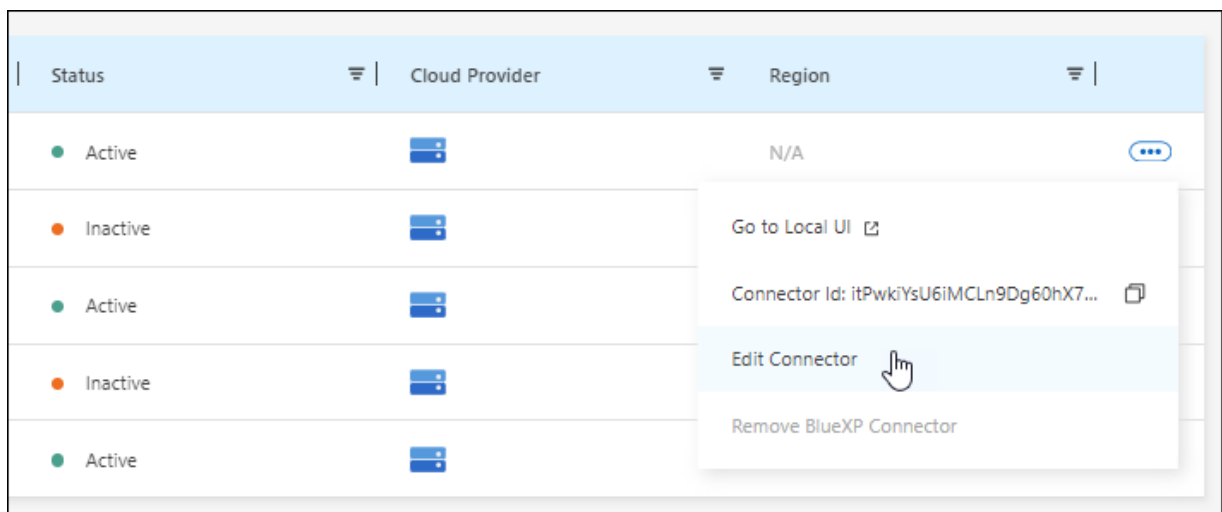 Status Cloud Provider Region
Active N/A
Inactive
Go to Local UI
Connector Id: itPwkiYsU6iMCLn9Dg60hX7...
Active
Edit Connector
Inactive
Remove BlueXP Connector
Active